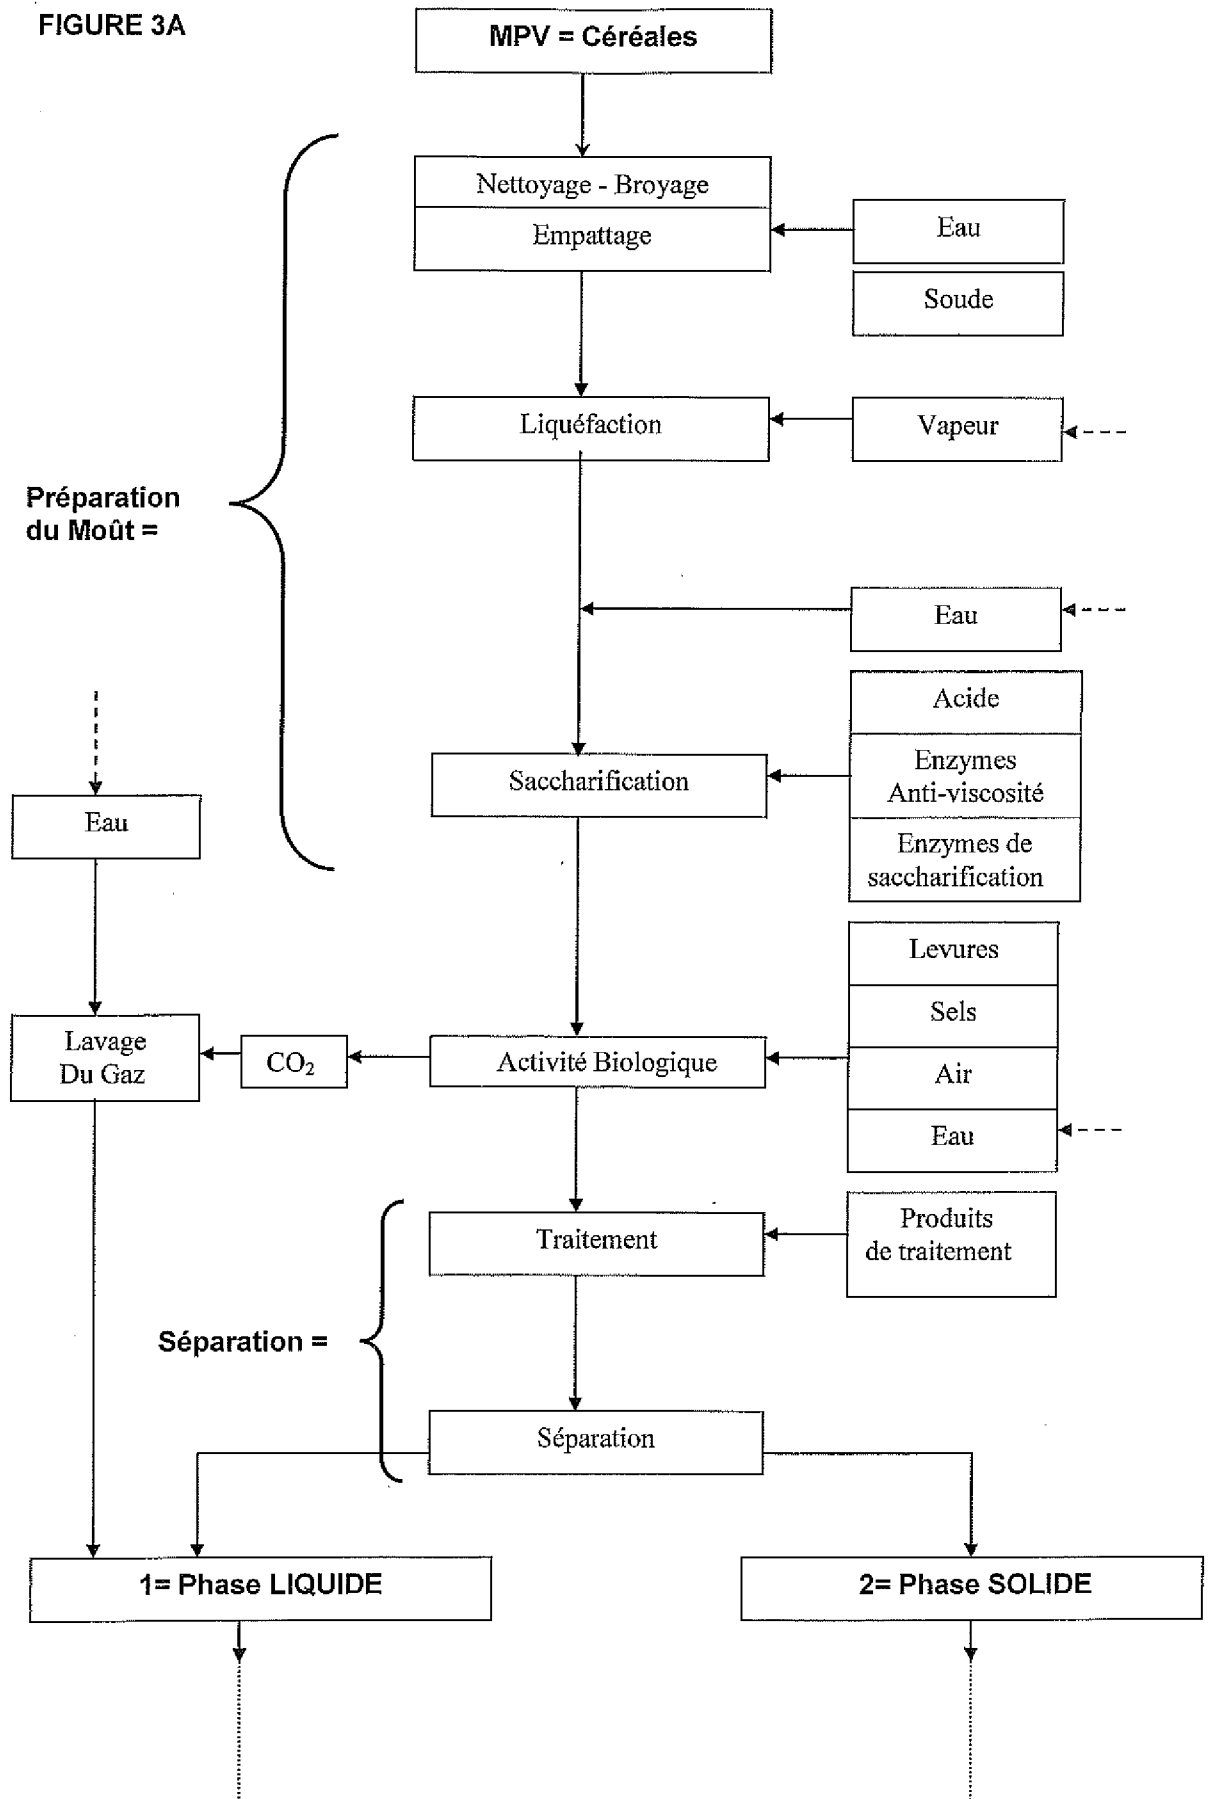 FIGURE 3A
MPV = Céréales
Nettoyage - Broyage
Empattage
Eau
Soude
Liquéfaction
Vapeur
Préparation
du Moût =
Eau
Acide
Enzymes
Anti-viscosité
Enzymes de
saccharification
Saccharification
Eau
Levures
Sels
Air
Eau
Lavage
Du Gaz
CO₂
Activité Biologique
Traitement
Produits
de traitement
Séparation =
Séparation
1= Phase LIQUIDE
2= Phase SOLIDE